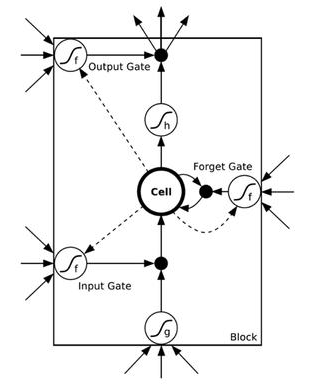 f
Output Gate
h
Forget Gate
Cell
f
f
Input Gate
g
Block